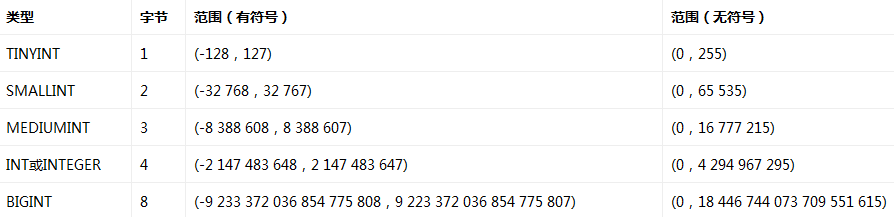 类型 字节 范围（有符号） 范围（无符号）
TINYINT 1 (-128，127) (0，255)
SMALLINT 2 (-32 768，32 767) (0，65 535)
MEDIUMINT 3 (-8 388 608，8 388 607) (0，16 777 215)
INT或INTEGER 4 (-2 147 483 648，2 147 483 647) (0，4 294 967 295)
BIGINT 8 (-9 233 372 036 854 775 808，9 223 372 036 854 775 807) (0，18 446 744 073 709 551 615)